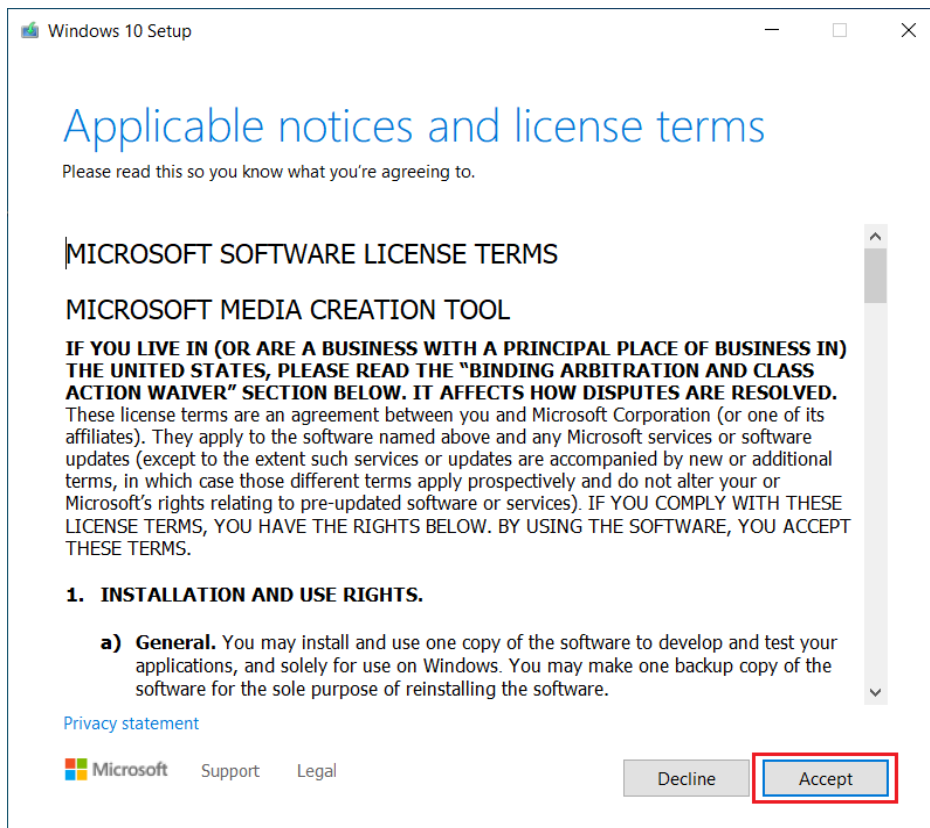 Windows 10 Setup
Applicable notices and license terms
Please read this so you know what you’re agreeing to.
MICROSOFT SOFTWARE LICENSE TERMS
MICROSOFT MEDIA CREATION TOOL
IF YOU LIVE IN (OR ARE A BUSINESS WITH A PRINCIPAL PLACE OF BUSINESS IN)
THE UNITED STATES, PLEASE READ THE “BINDING ARBITRATION AND CLASS
ACTION WAIVER” SECTION BELOW. IT AFFECTS HOW DISPUTES ARE RESOLVED.
These license terms are an agreement between you and Microsoft Corporation (or one of its
affiliates). They apply to the software named above and any Microsoft services or software
updates (except to the extent such services or updates are accompanied by new or additional
terms, in which case those different terms apply prospectively and do not alter your or
Microsoft’s rights relating to pre-updated software or services). IF YOU COMPLY WITH THESE
LICENSE TERMS, YOU HAVE THE RIGHTS BELOW. BY USING THE SOFTWARE, YOU ACCEPT
THESE TERMS.
1. INSTALLATION AND USE RIGHTS.
a) General. You may install and use one copy of the software to develop and test your
applications, and solely for use on Windows. You may make one backup copy of the
software for the sole purpose of reinstalling the software.
Privacy statement
Microsoft Support Legal Decline Accept